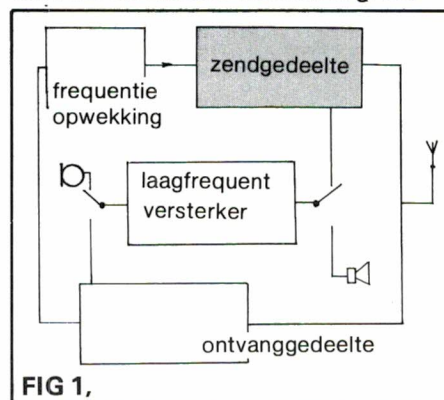 zendgedeelte
frequentie
opwekking
laagfrequent
versterker
ontvanggedeelte
FIG 1,